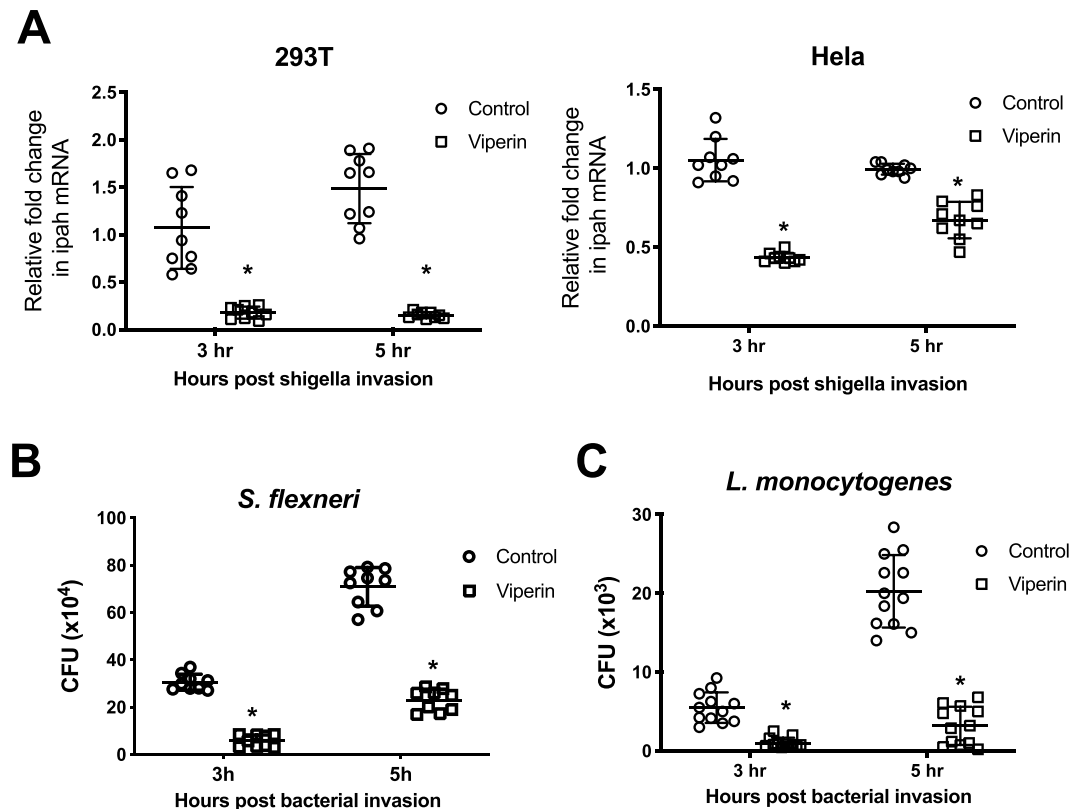 A
293T
Relative fold change
in ipah mRNA
2.5
2.0
1.5
1.0
0.5
0.0
Control
Viperin
*
*
3 hr
5 hr
Hours post shigella invasion
Hela
Relative fold change
in ipah mRNA
1.5
1.0
0.5
0.0
Control
Viperin
*
*
3 hr
5 hr
Hours post shigella invasion
B
S. flexneri
CFU (x10⁴)
100
80
60
40
20
0
Control
Viperin
*
*
3h
5h
Hours post bacterial invasion
C
L. monocytogenes
CFU (x10³)
30
20
10
0
Control
Viperin
*
*
3 hr
5 hr
Hours post bacterial invasion